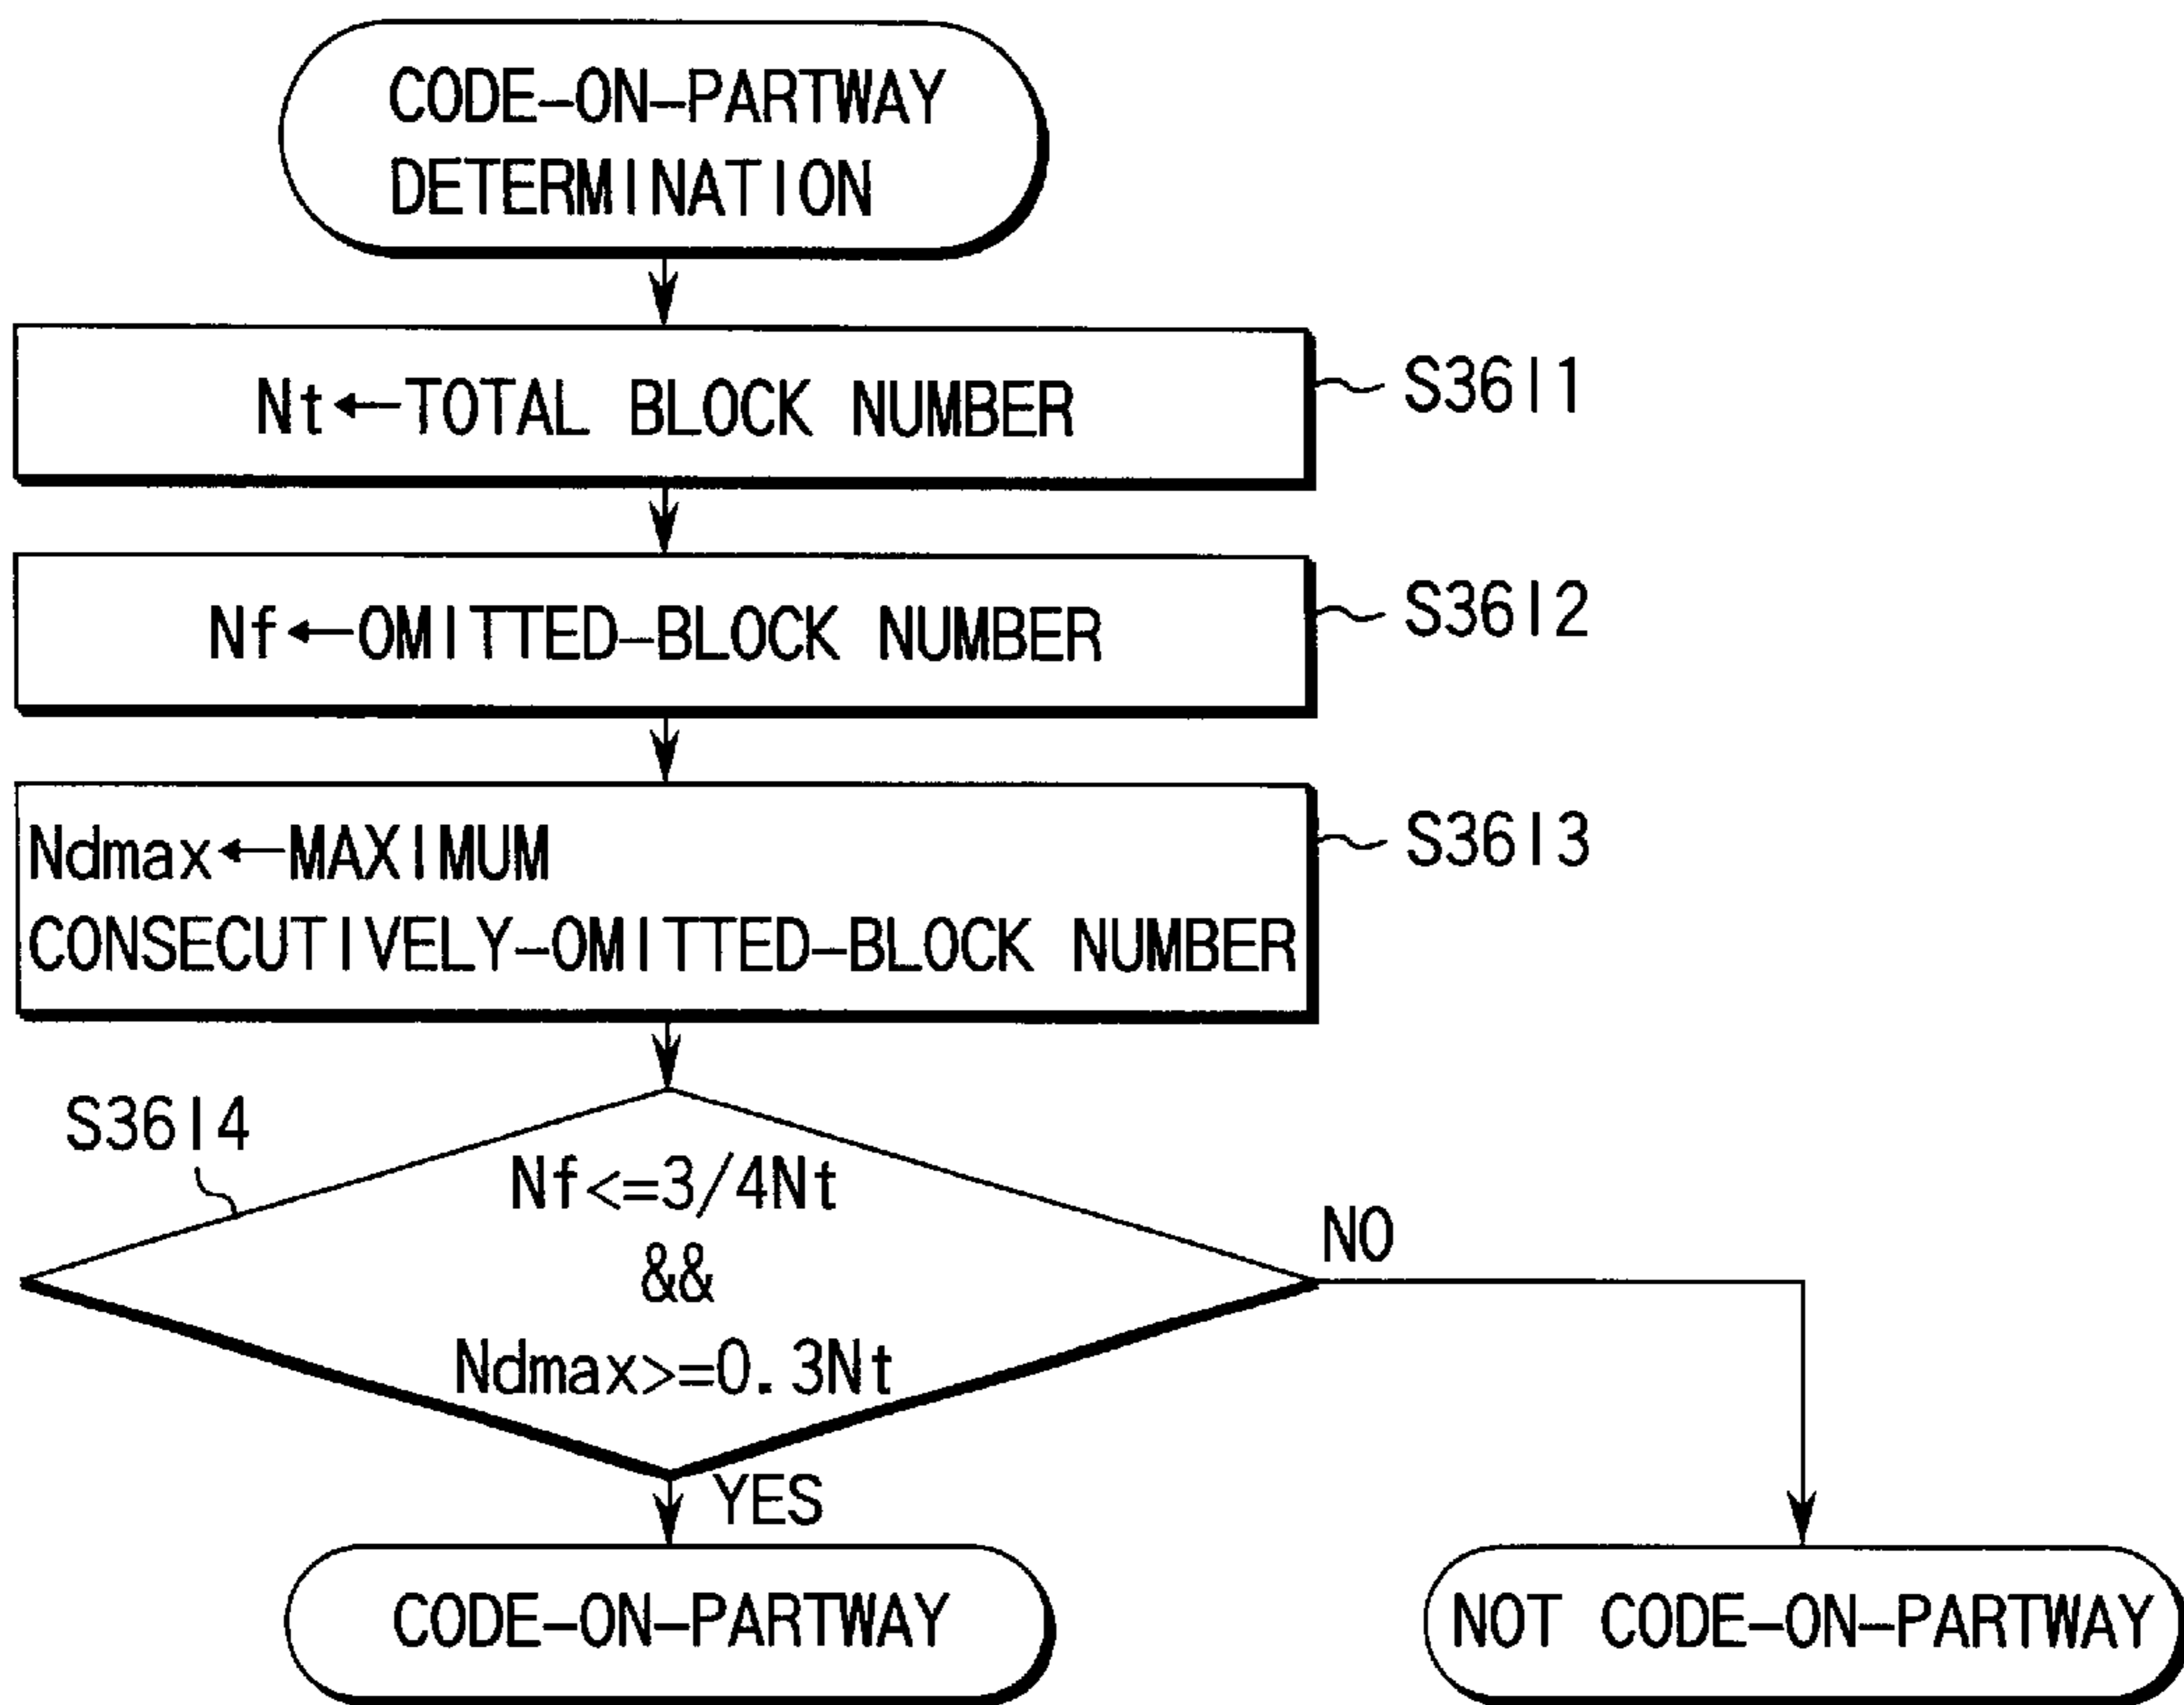 CODE-ON-PARTWAY
DETERMINATION
Nt←TOTAL BLOCK NUMBER
S3611
Nf←OMITTED-BLOCK NUMBER
S3612
Ndmax←MAXIMUM
CONSECUTIVELY-OMITTED-BLOCK NUMBER
S3613
S3614
Nf<=3/4Nt
&&
Ndmax>=0.3Nt
NO
YES
CODE-ON-PARTWAY
NOT CODE-ON-PARTWAY